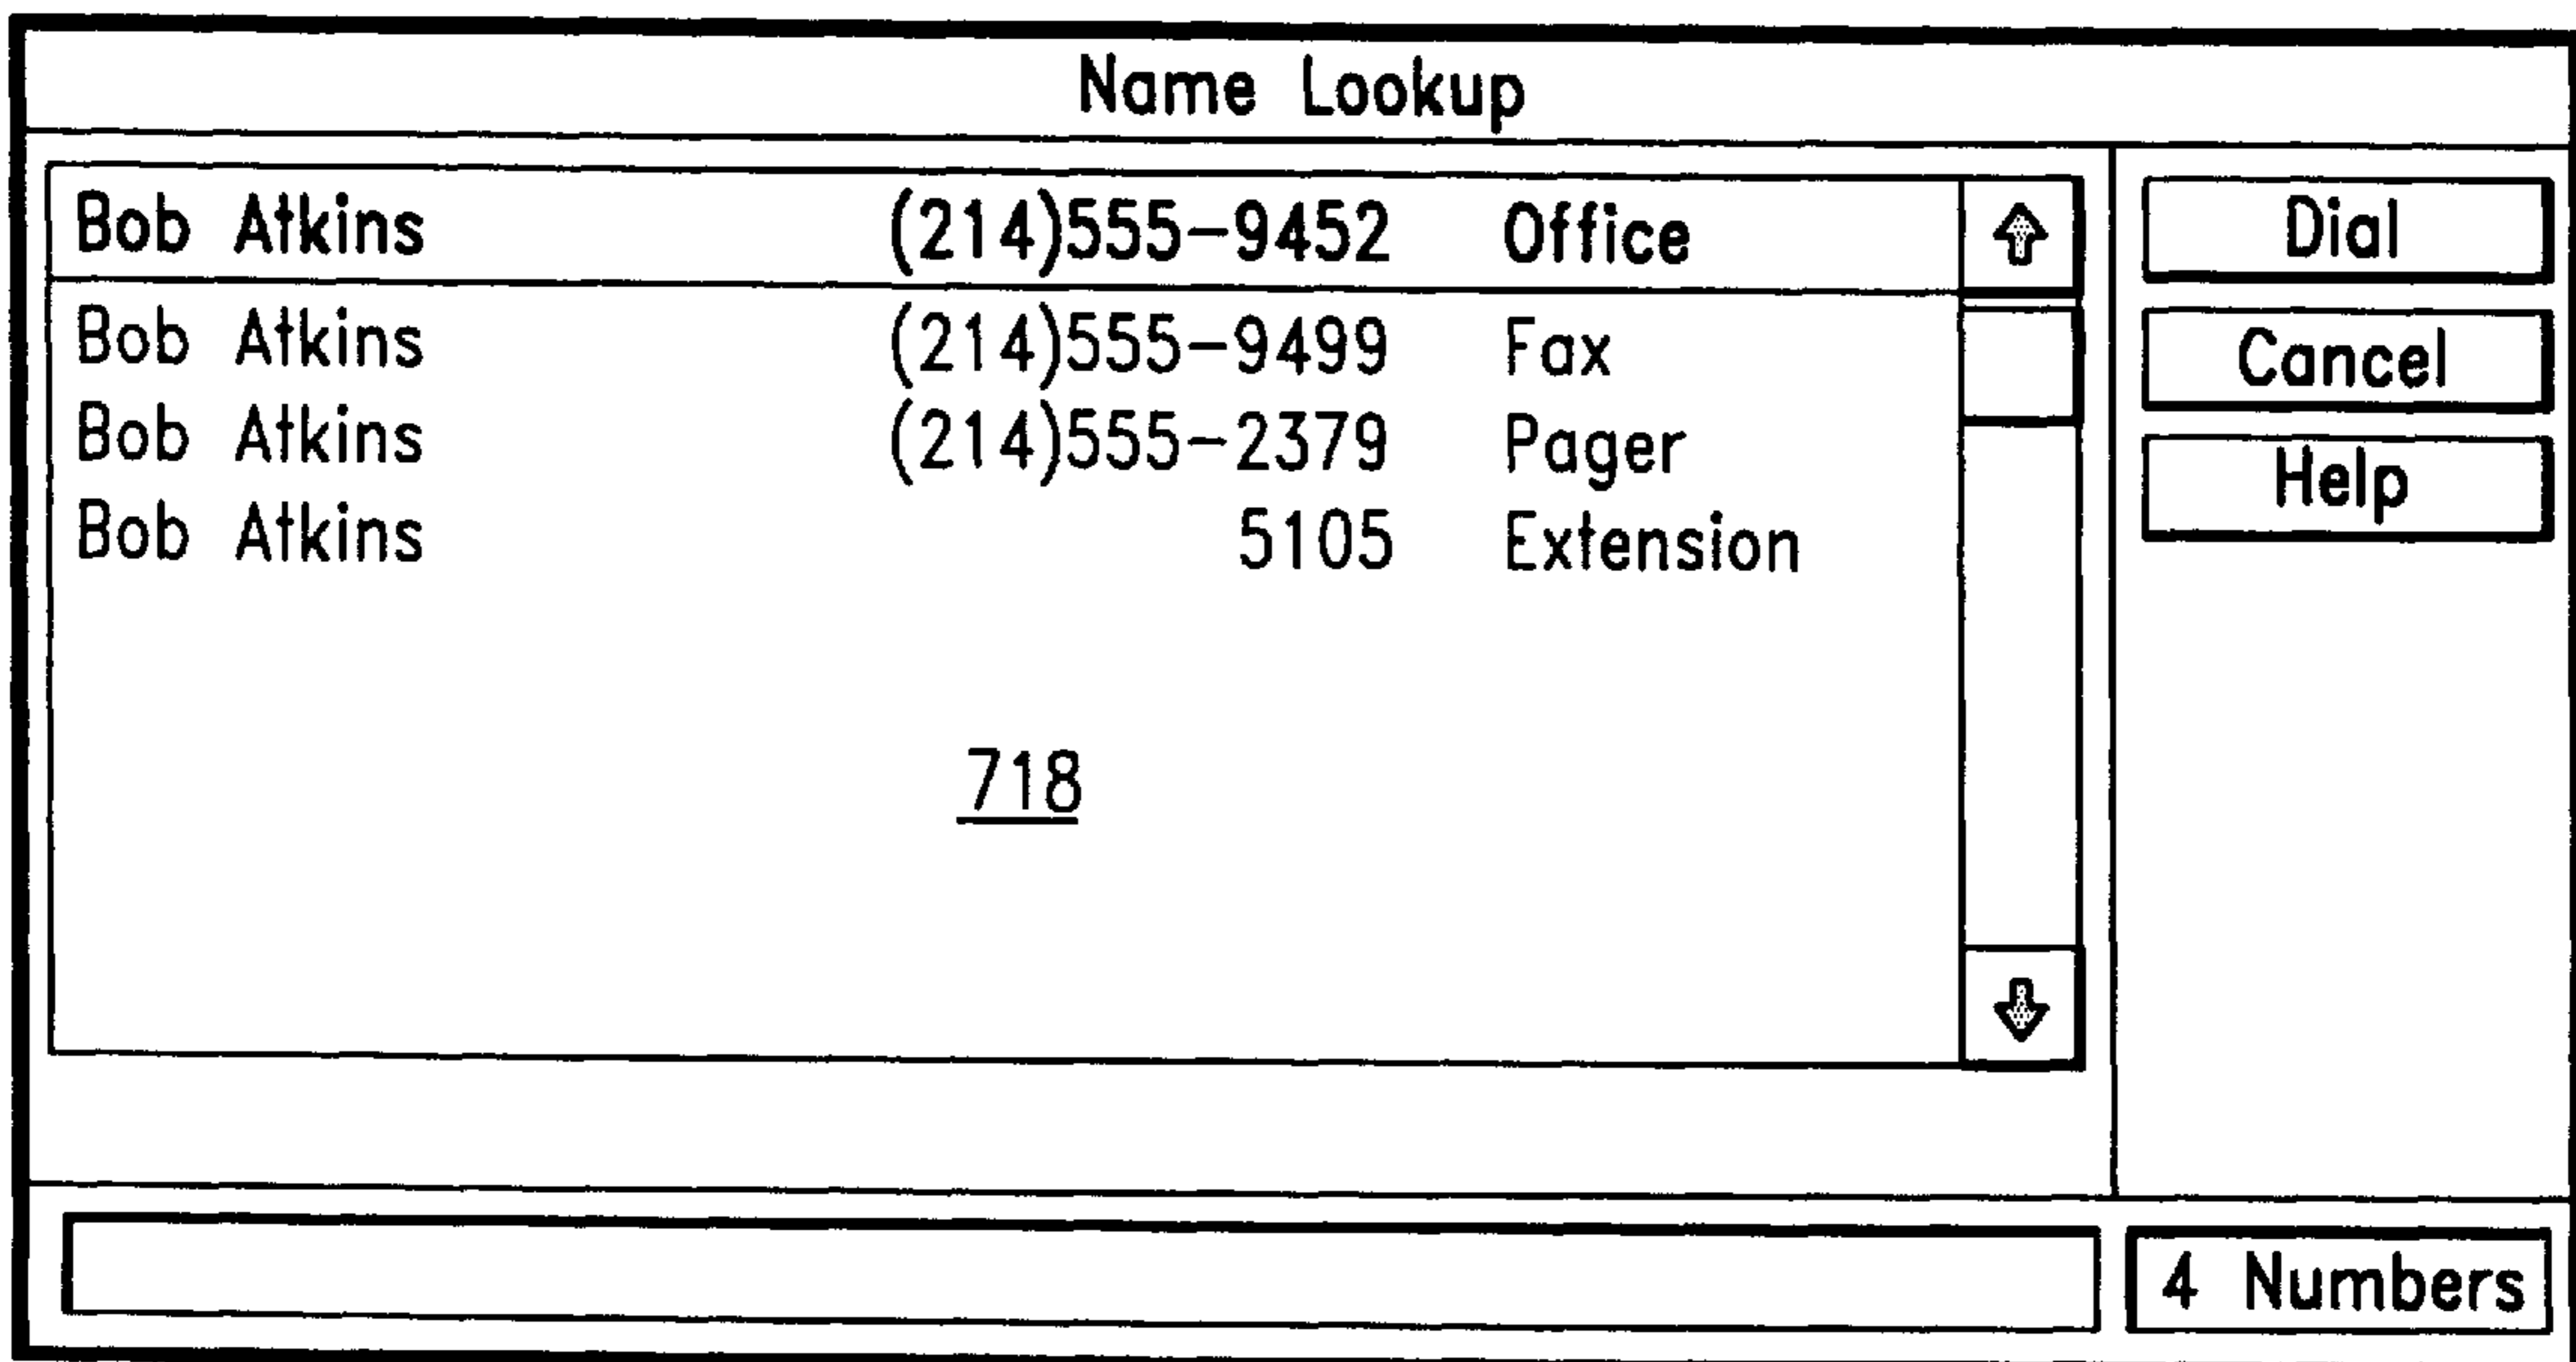 Name Lookup
Bob Atkins (214)555-9452 Office
Bob Atkins (214)555-9499 Fax
Bob Atkins (214)555-2379 Pager
Bob Atkins 5105 Extension
718
Dial
Cancel
Help
4 Numbers